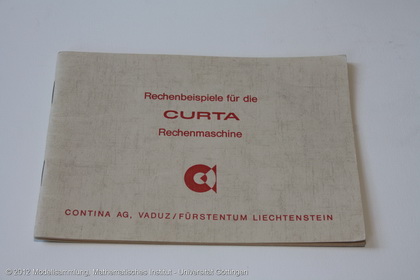 Rechenbeispiele für die
CURTA
Rechenmaschine
CONTINA AG, VADUZ/FÜRSTENTUM LIECHTENSTEIN
© 2012 Modellsammlung, Mathematisches Institut - Universität Göttingen